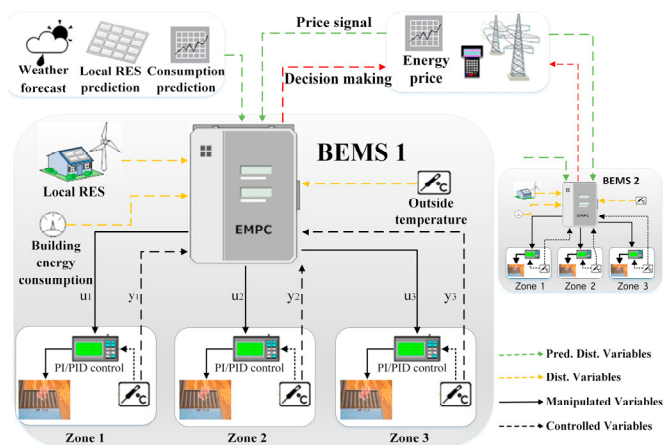 Price signal
Weather
forecast
Local RES
prediction
Consumption
prediction
Decision making
Energy
price
BEMS 1
Local RES
Building
energy
consumption
EMPC
°C
Outside
temperature
u1
y1
u2
y2
u3
y3
PI/PID control
°C
PI/PID control
°C
PI/PID control
°C
Zone 1
Zone 2
Zone 3
BEMS 2
EMPC
Zone 1
Zone 2
Zone 3
Pred. Dist. Variables
Dist. Variables
Manipulated Variables
Controlled Variables